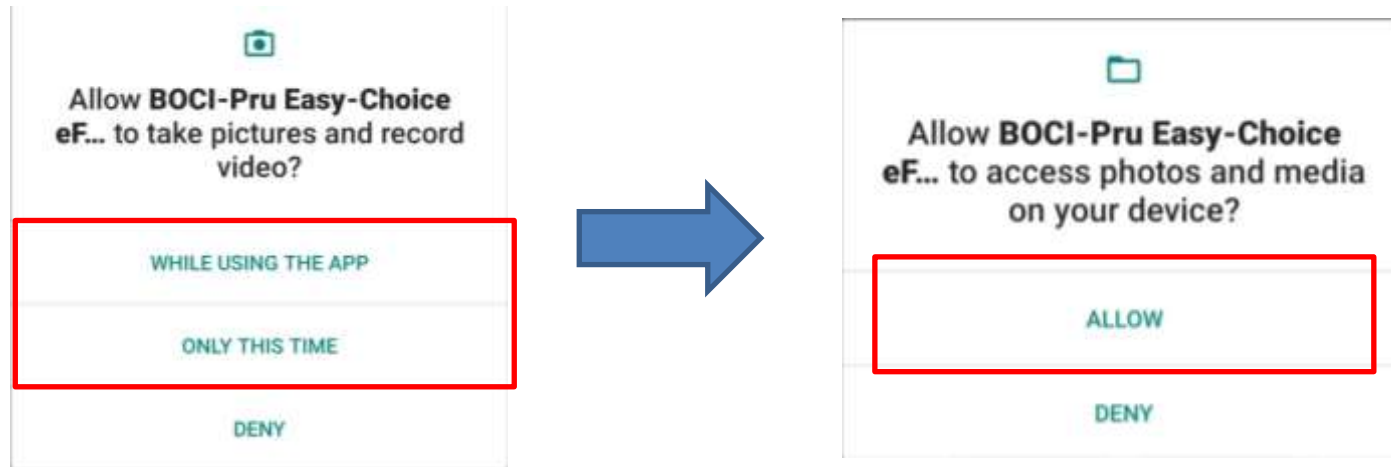 Allow BOCI-Pru Easy-Choice
eF... to take pictures and record
video?
WHILE USING THE APP
ONLY THIS TIME
DENY
Allow BOCI-Pru Easy-Choice
eF... to access photos and media
on your device?
ALLOW
DENY